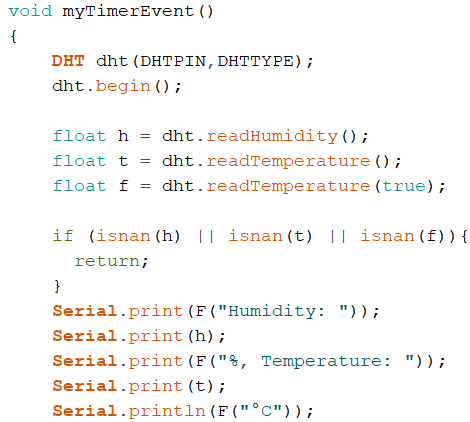 void myTimerEvent()
{
    DHT dht(DHTPIN,DHTTYPE);
    dht.begin();

    float h = dht.readHumidity();
    float t = dht.readTemperature();
    float f = dht.readTemperature(true);

    if (isnan(h) || isnan(t) || isnan(f)){
      return;
    }
    Serial.print(F("Humidity: "));
    Serial.print(h);
    Serial.print(F("%, Temperature: "));
    Serial.print(t);
    Serial.println(F("°C"));